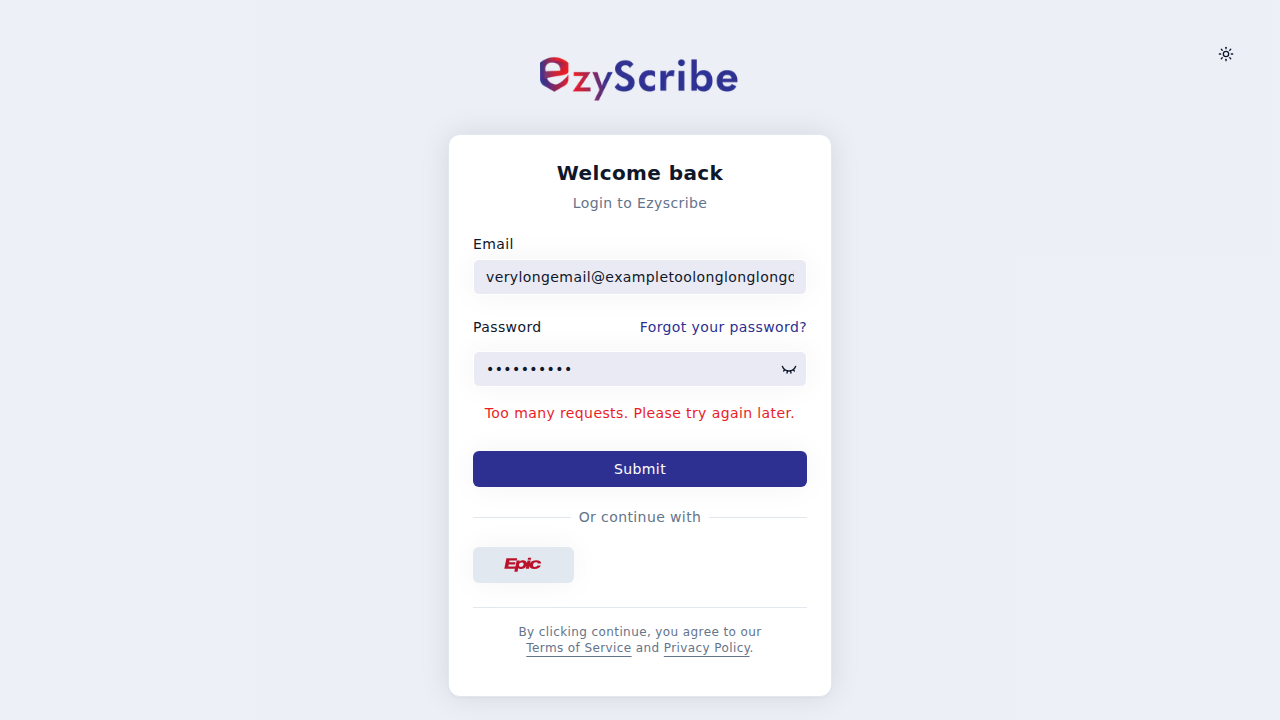 EzyScribe
Welcome back
Login to Ezyscribe
Email
verylongemail@exampletoolonglonglongd
Password
Forgot your password?
••••••••••
Too many requests. Please try again later.
Submit
Or continue with
Epic
By clicking continue, you agree to our
Terms of Service and Privacy Policy.